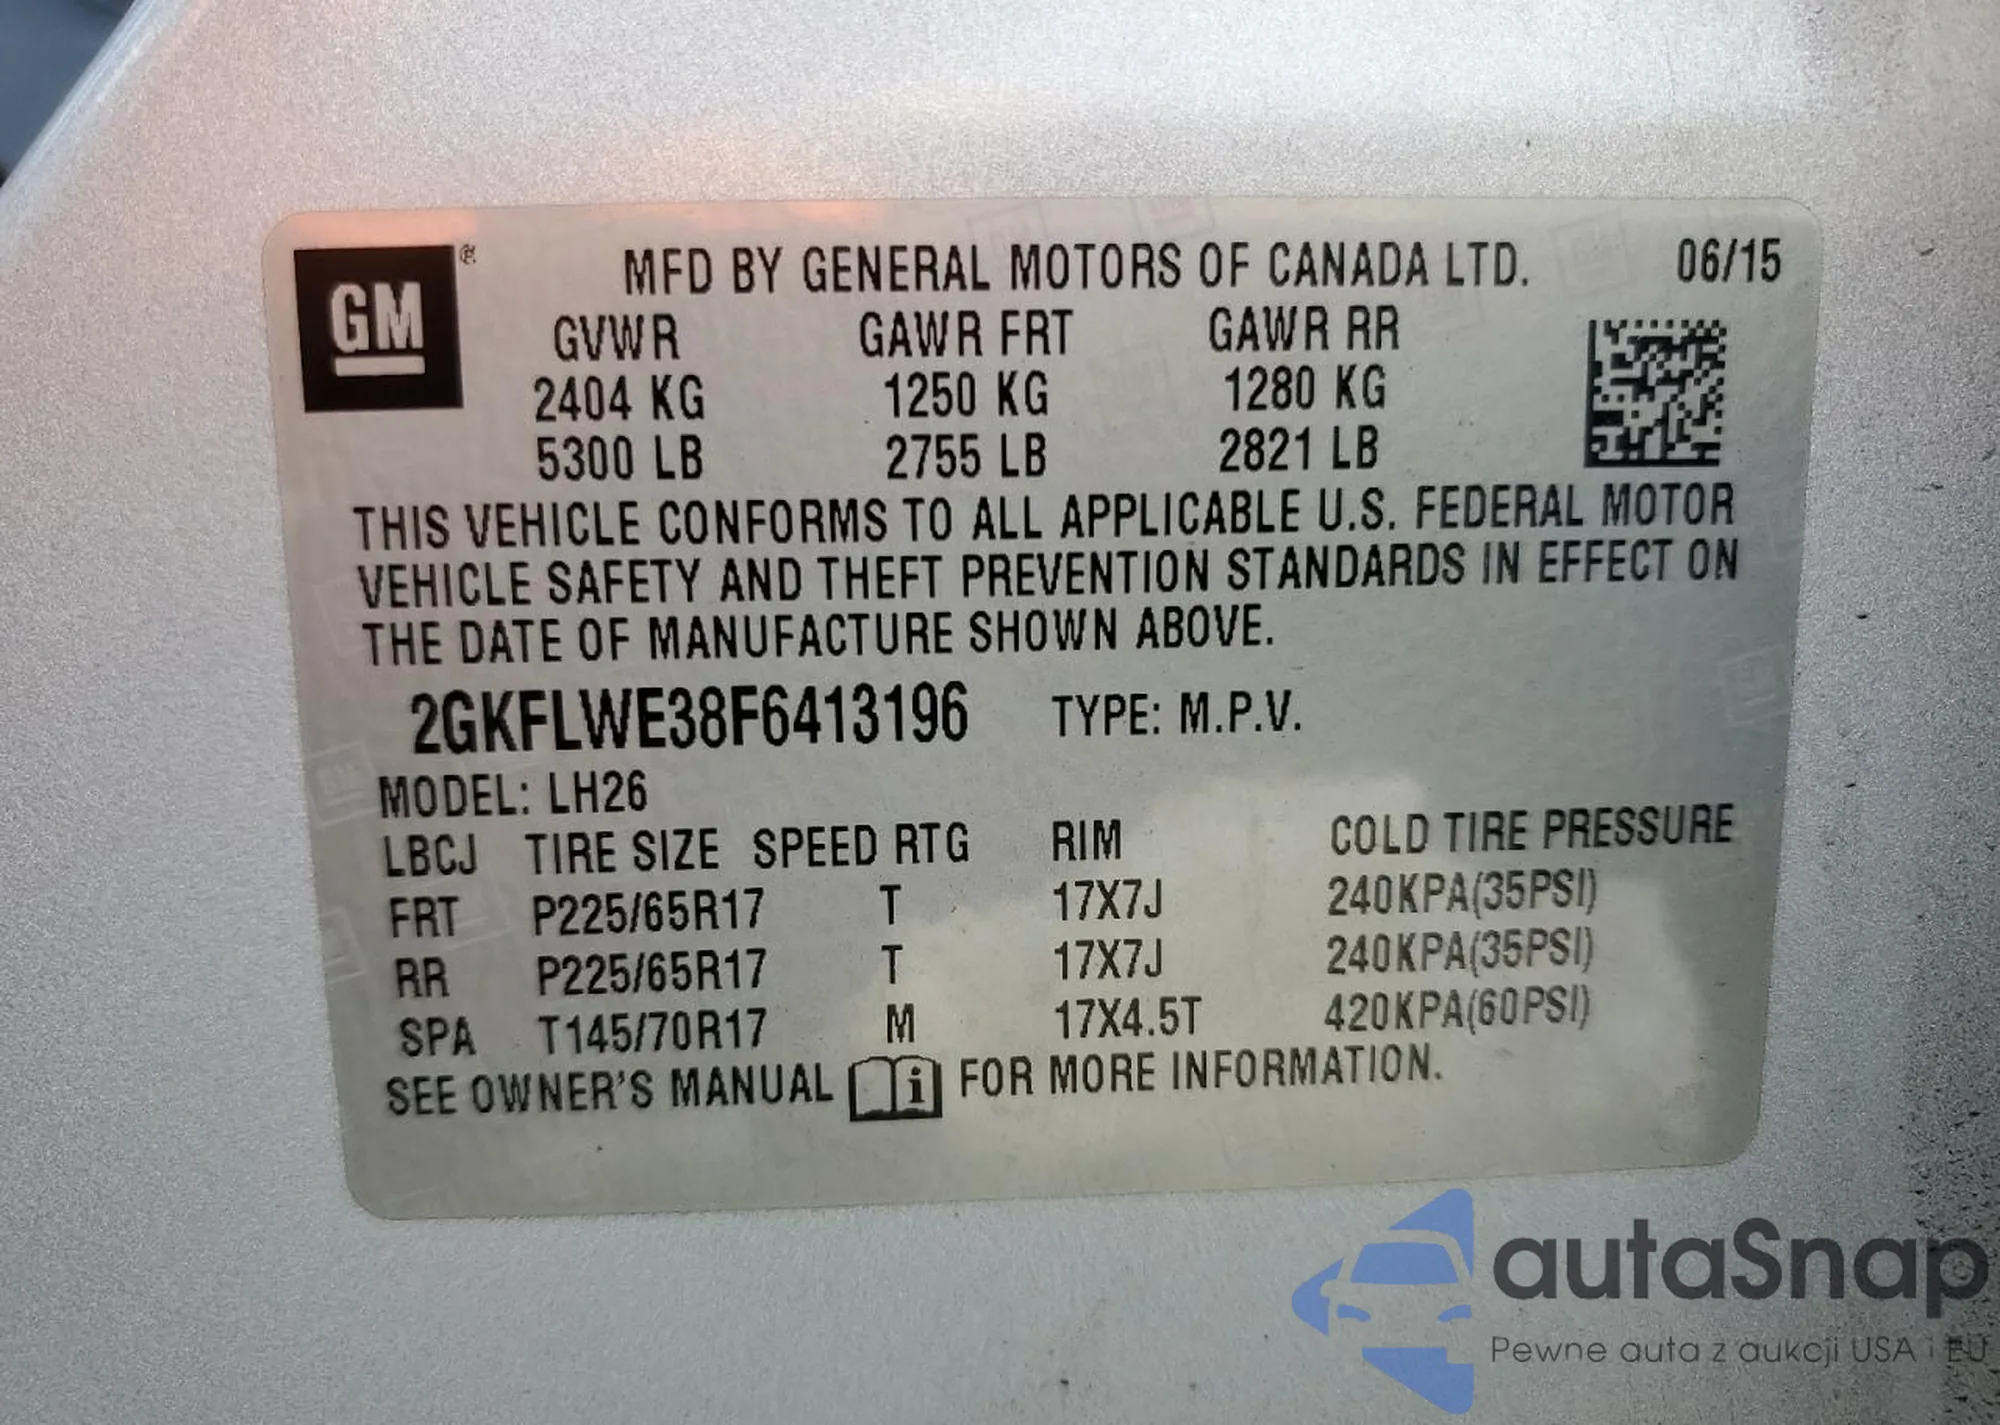 GM ®
MFD BY GENERAL MOTORS OF CANADA LTD. 06/15
GVWR GAWR FRT GAWR RR
2404 KG 1250 KG 1280 KG
5300 LB 2755 LB 2821 LB
THIS VEHICLE CONFORMS TO ALL APPLICABLE U.S. FEDERAL MOTOR
VEHICLE SAFETY AND THEFT PREVENTION STANDARDS IN EFFECT ON
THE DATE OF MANUFACTURE SHOWN ABOVE.
2GKFLWE38F6413196 TYPE: M.P.V.
MODEL: LH26
LBCJ TIRE SIZE SPEED RTG RIM COLD TIRE PRESSURE
FRT P225/65R17 T 17X7J 240KPA(35PSI)
RR P225/65R17 T 17X7J 240KPA(35PSI)
SPA T145/70R17 M 17X4.5T 420KPA(60PSI)
SEE OWNER'S MANUAL i FOR MORE INFORMATION.
autaSnap
Pewne auta z aukcji USA i EU